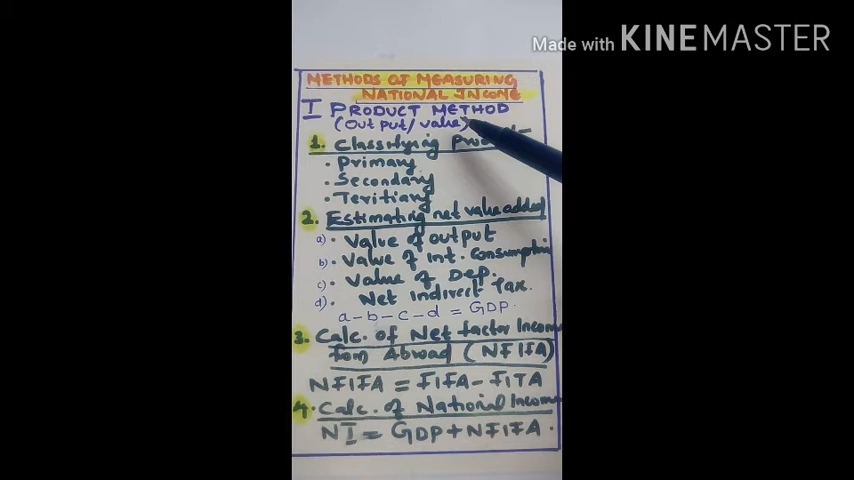 Made with KINEMASTER
METHODS OF MEASURING
NATIONAL INCOME
I PRODUCT METHOD
(Out put/value)
1. Classifying
· Primary
· Secondary
· Teritiary
2. Estimating net value added
a) · Value of output
b) · Value of Int. Consumption
c) · Value of Dep.
d) · Net Indirect Tax.
a-b-c-d = GDP.
3. Calc. of Net factor Income
from Abroad (NFIFA)
NFIFA = FIFA - FITA
4. Calc. of National Income
NI = GDP + NFIFA.